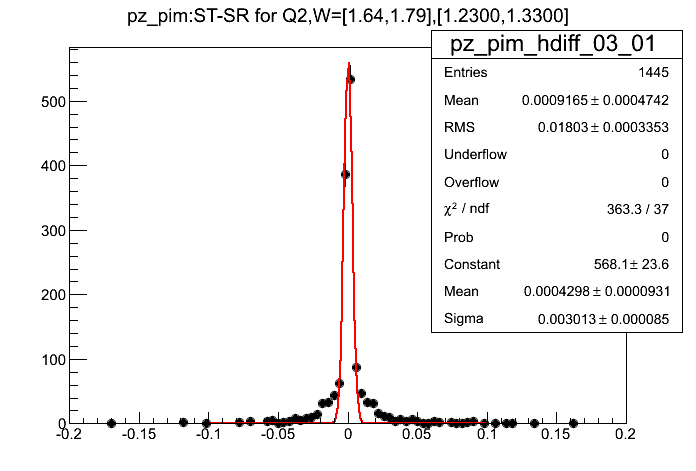 pz_pim:ST-SR for Q2,W=[1.64,1.79],[1.2300,1.3300]
pz_pim_hdiff_03_01
Entries 1445
Mean 0.0009165 ± 0.0004742
RMS 0.01803 ± 0.0003353
Underflow 0
Overflow 0
χ² / ndf 363.3 / 37
Prob 0
Constant 568.1 ± 23.6
Mean 0.0004298 ± 0.0000931
Sigma 0.003013 ± 0.000085
500
400
300
200
100
0
-0.2 -0.15 -0.1 -0.05 0 0.05 0.1 0.15 0.2